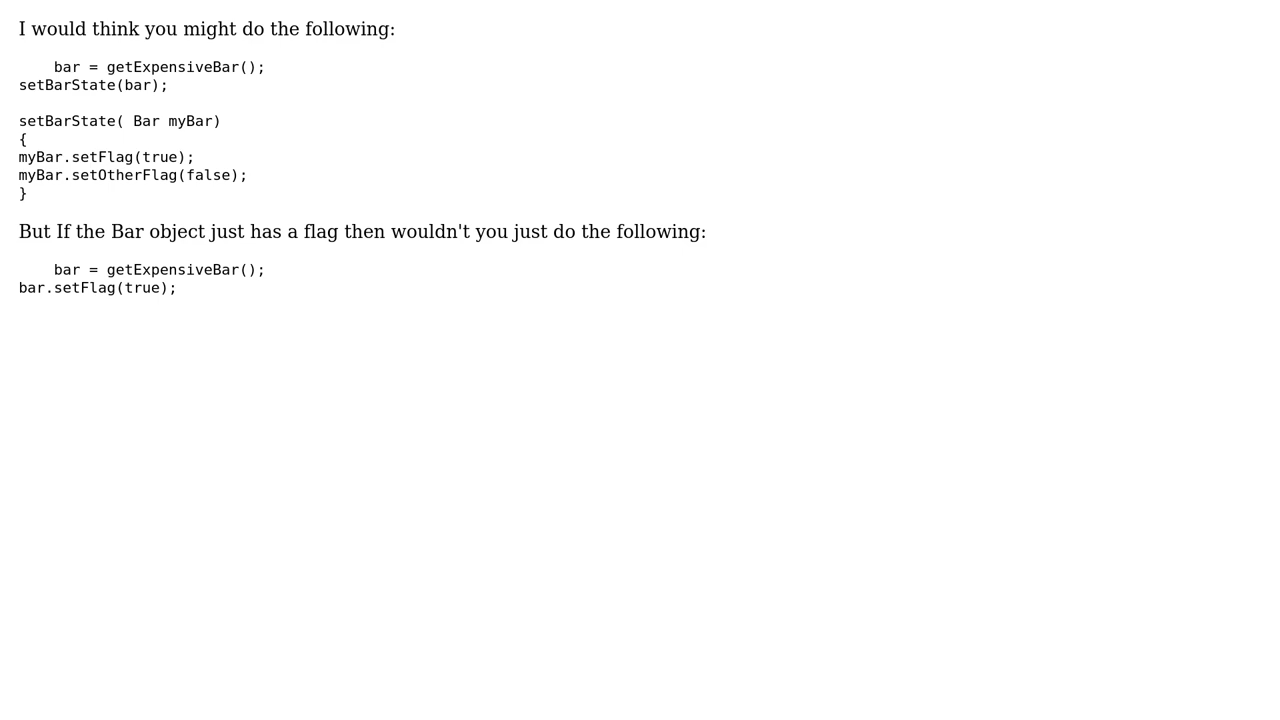 I would think you might do the following:
    bar = getExpensiveBar();
setBarState(bar);

setBarState( Bar myBar)
{
myBar.setFlag(true);
myBar.setOtherFlag(false);
}
But If the Bar object just has a flag then wouldn't you just do the following:
    bar = getExpensiveBar();
bar.setFlag(true);